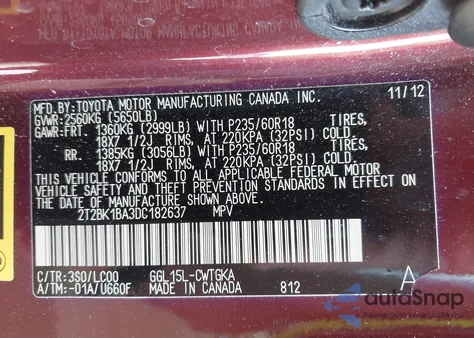 MFD.BY:TOYOTA MOTOR MANUFACTURING CANADA INC. 11/12
GVWR:2560KG (5650LB)
GAWR:FRT. 1360KG (2999LB) WITH P235/60R18 TIRES,
18X7 1/2J RIMS, AT 220KPA (32PSI) COLD.
RR. 1385KG (3056LB) WITH P235/60R18 TIRES,
18X7 1/2J RIMS, AT 220KPA (32PSI) COLD.
THIS VEHICLE CONFORMS TO ALL APPLICABLE FEDERAL MOTOR
VEHICLE SAFETY AND THEFT PREVENTION STANDARDS IN EFFECT ON
THE DATE OF MANUFACTURE SHOWN ABOVE.
2T2BK1BA3DC182637 MPV
C/TR:3S0/LC00 GGL15L-CWTGKA
A/TM:-01A/U660F MADE IN CANADA 812 A
autoSnap